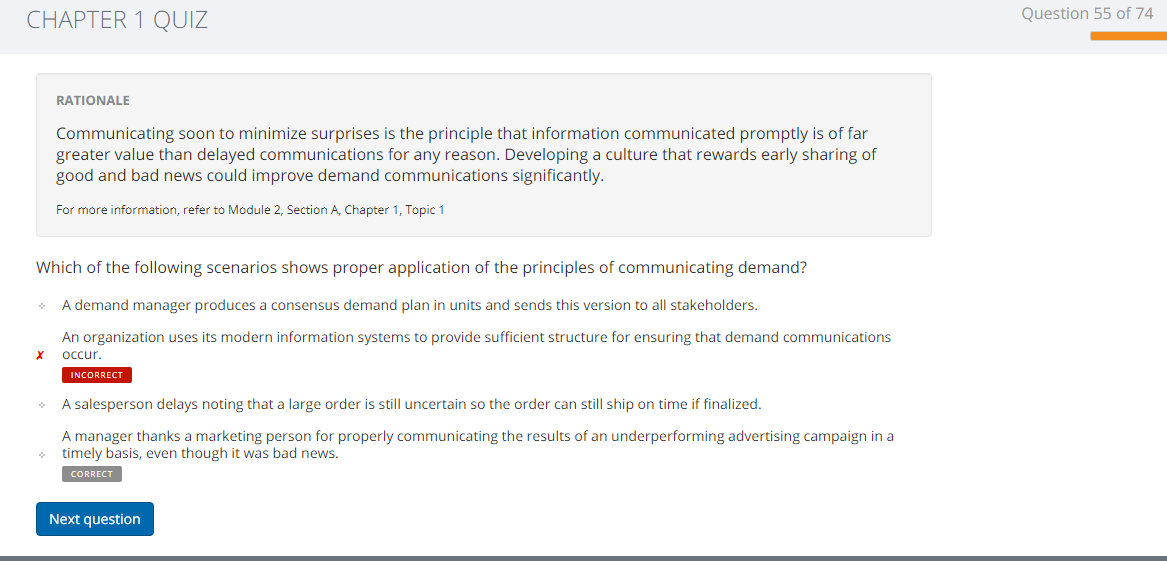 CHAPTER 1 QUIZ
Question 55 of 74
RATIONALE
Communicating soon to minimize surprises is the principle that information communicated promptly is of far
greater value than delayed communications for any reason. Developing a culture that rewards early sharing of
good and bad news could improve demand communications significantly.
For more information, refer to Module 2, Section A, Chapter 1, Topic 1
Which of the following scenarios shows proper application of the principles of communicating demand?
A demand manager produces a consensus demand plan in units and sends this version to all stakeholders.
An organization uses its modern information systems to provide sufficient structure for ensuring that demand communications
✗ occur.
INCORRECT
A salesperson delays noting that a large order is still uncertain so the order can still ship on time if finalized.
A manager thanks a marketing person for properly communicating the results of an underperforming advertising campaign in a
timely basis, even though it was bad news.
CORRECT
Next question